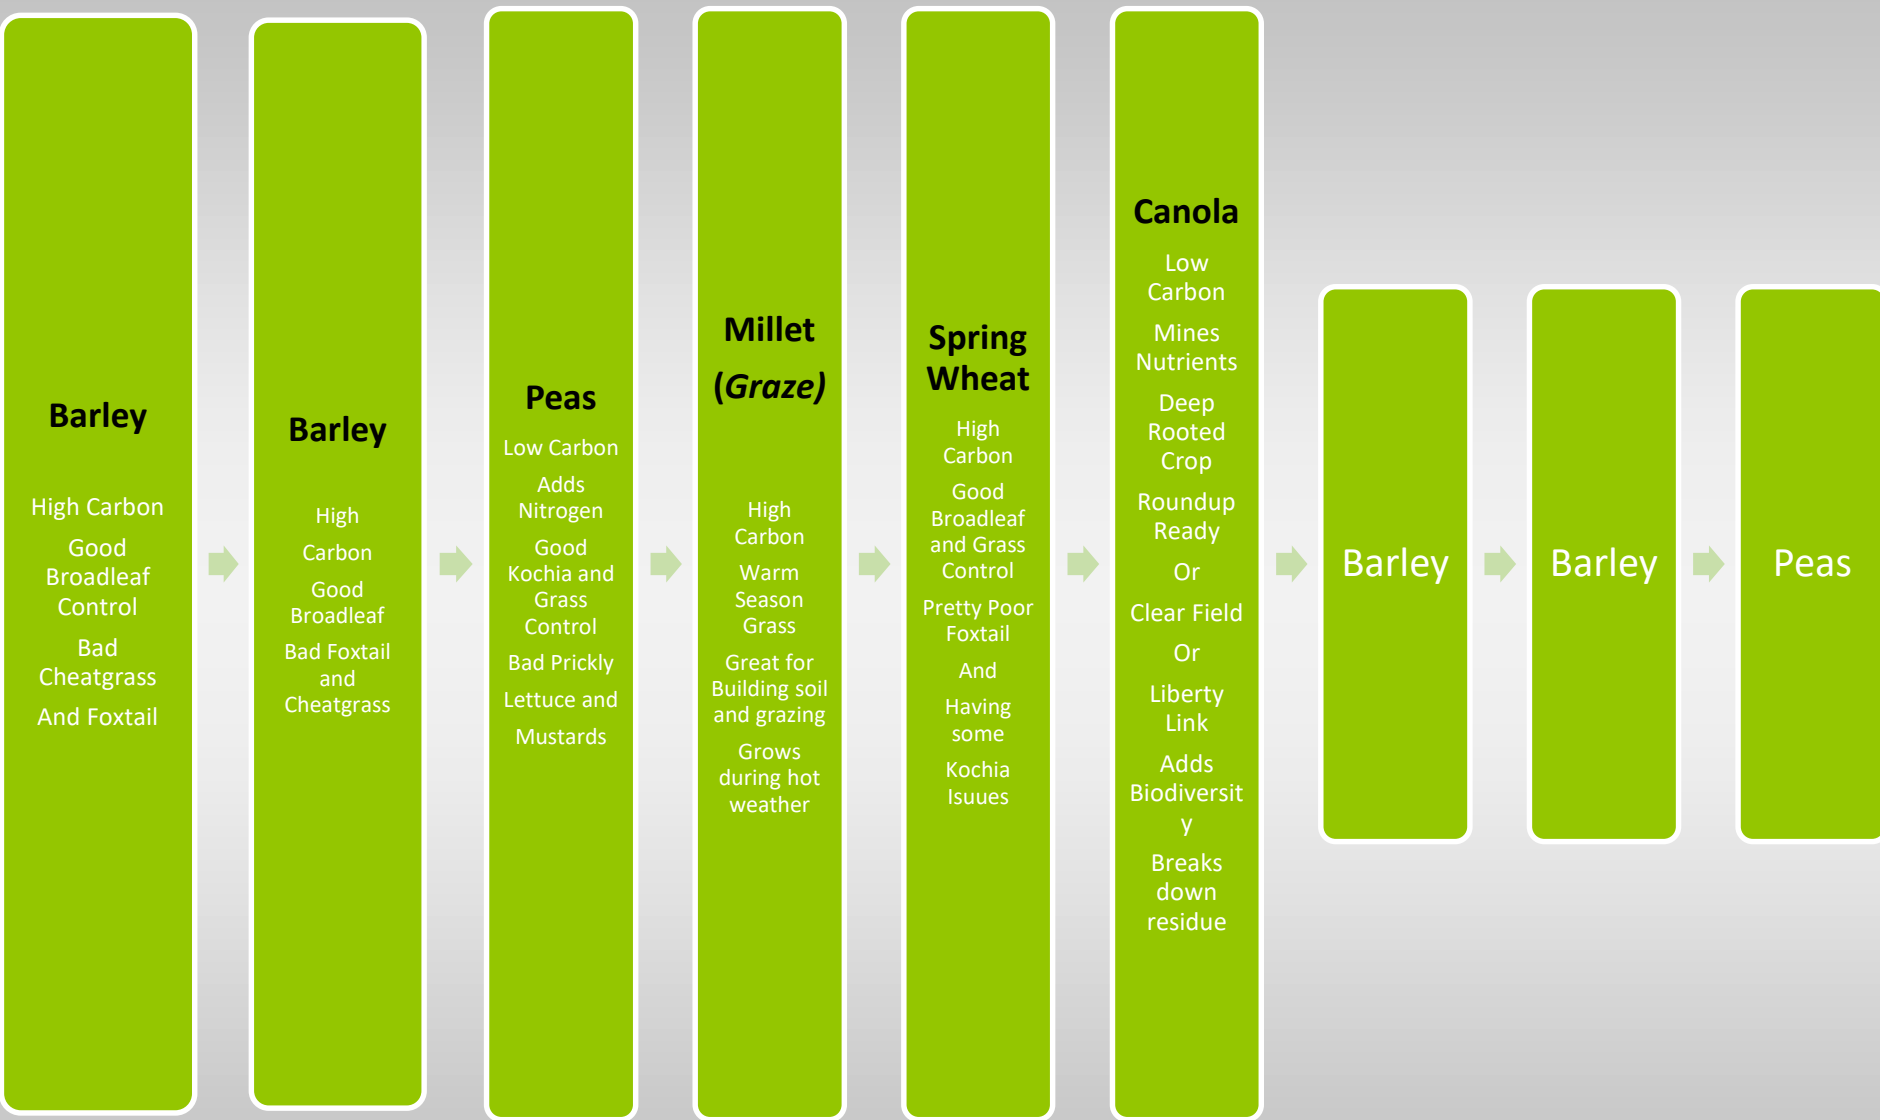 Barley
High Carbon
Good
Broadleaf
Control
Bad
Cheatgrass
And Foxtail
Barley
High
Carbon
Good
Broadleaf
Bad Foxtail
and
Cheatgrass
Peas
Low Carbon
Adds
Nitrogen
Good
Kochia and
Grass
Control
Bad Prickly
Lettuce and
Mustards
Millet
(Graze)
High
Carbon
Warm
Season
Grass
Great for
Building soil
and grazing
Grows
during hot
weather
Spring
Wheat
High
Carbon
Good
Broadleaf
and Grass
Control
Pretty Poor
Foxtail
And
Having
some
Kochia
Isuues
Canola
Low
Carbon
Mines
Nutrients
Deep
Rooted
Crop
Roundup
Ready
Or
Clear Field
Or
Liberty
Link
Adds
Biodiversit
y
Breaks
down
residue
Barley
Barley
Peas